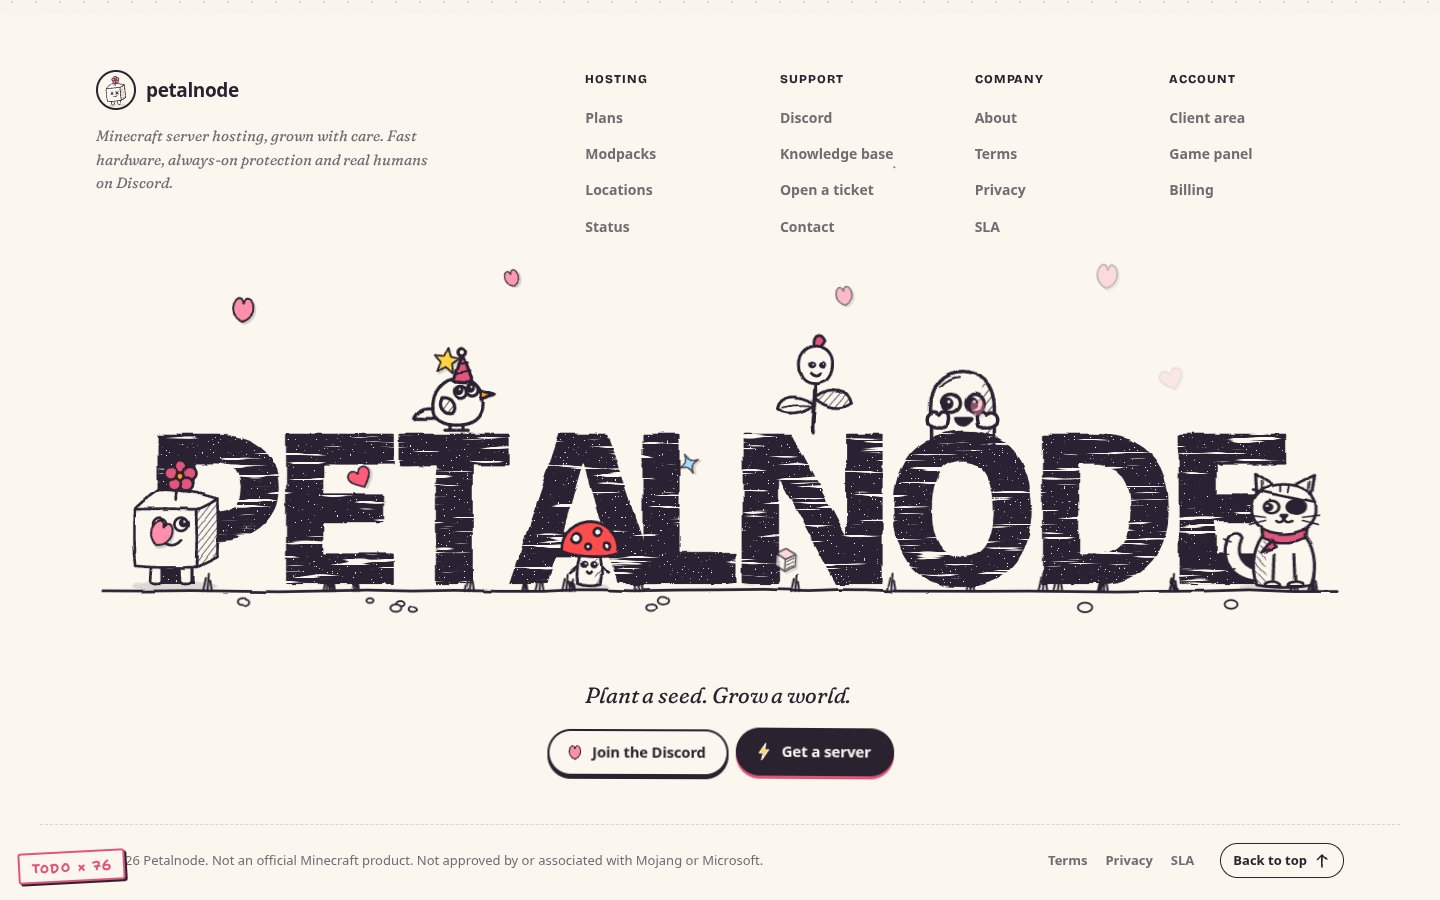 petalnode
Minecraft server hosting, grown with care. Fast
hardware, always-on protection and real humans
on Discord.
HOSTING
Plans
Modpacks
Locations
Status
SUPPORT
Discord
Knowledge base
Open a ticket
Contact
COMPANY
About
Terms
Privacy
SLA
ACCOUNT
Client area
Game panel
Billing
PETALNODE
Plant a seed. Grow a world.
Join the Discord
Get a server
TODO x 76
26 Petalnode. Not an official Minecraft product. Not approved by or associated with Mojang or Microsoft.
Terms
Privacy
SLA
Back to top